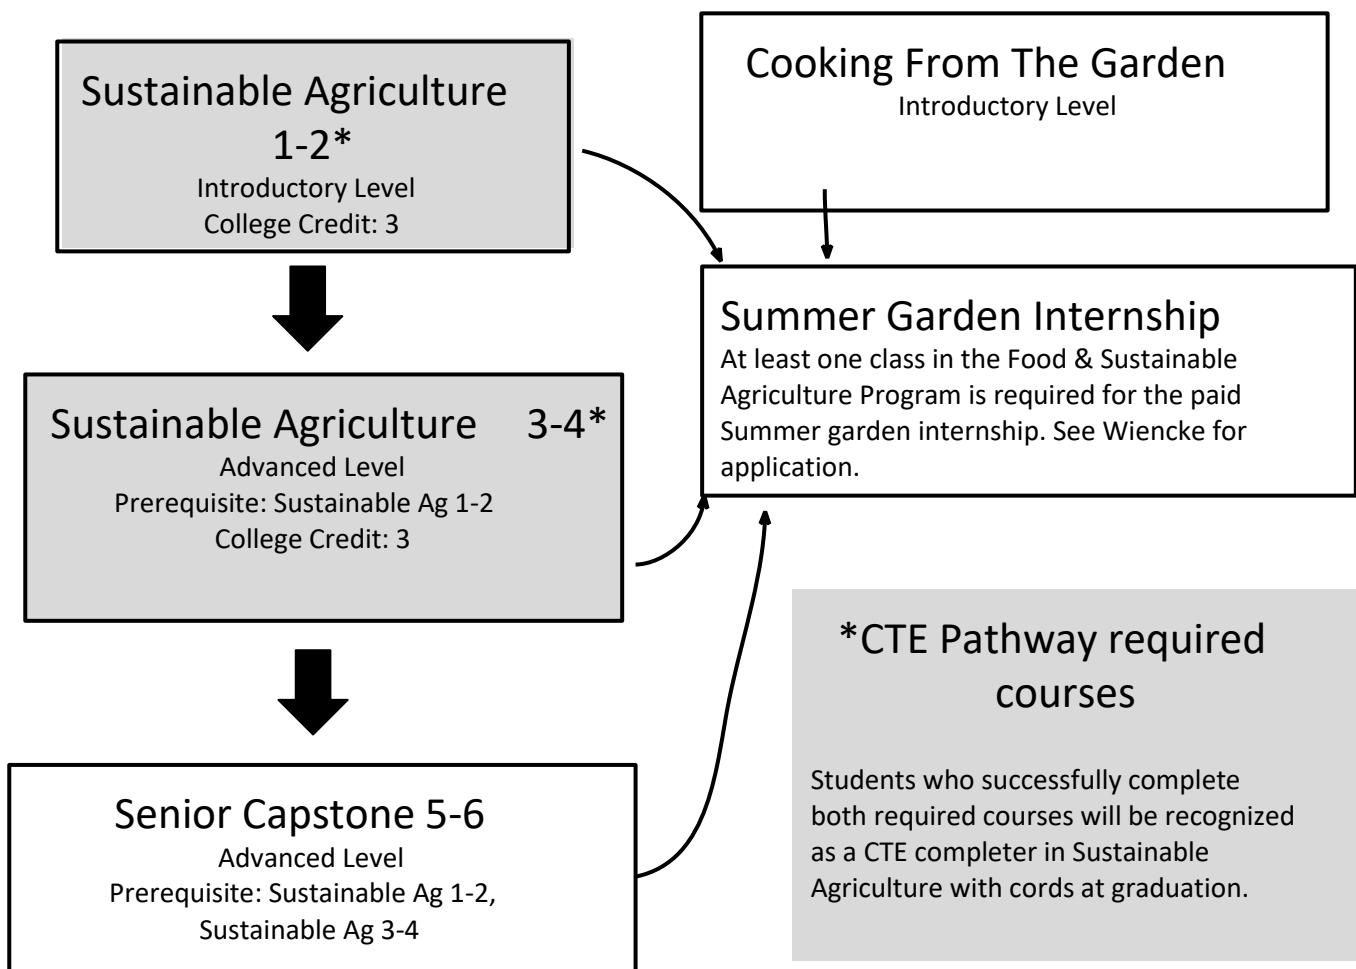 Sustainable Agriculture
1-2*
Introductory Level
College Credit: 3
Cooking From The Garden
Introductory Level
Summer Garden Internship
At least one class in the Food & Sustainable
Agriculture Program is required for the paid
Summer garden internship. See Wiencke for
application.
Sustainable Agriculture 3-4*
Advanced Level
Prerequisite: Sustainable Ag 1-2
College Credit: 3
Senior Capstone 5-6
Advanced Level
Prerequisite: Sustainable Ag 1-2,
Sustainable Ag 3-4
*CTE Pathway required
courses
Students who successfully complete
both required courses will be recognized
as a CTE completer in Sustainable
Agriculture with cords at graduation.